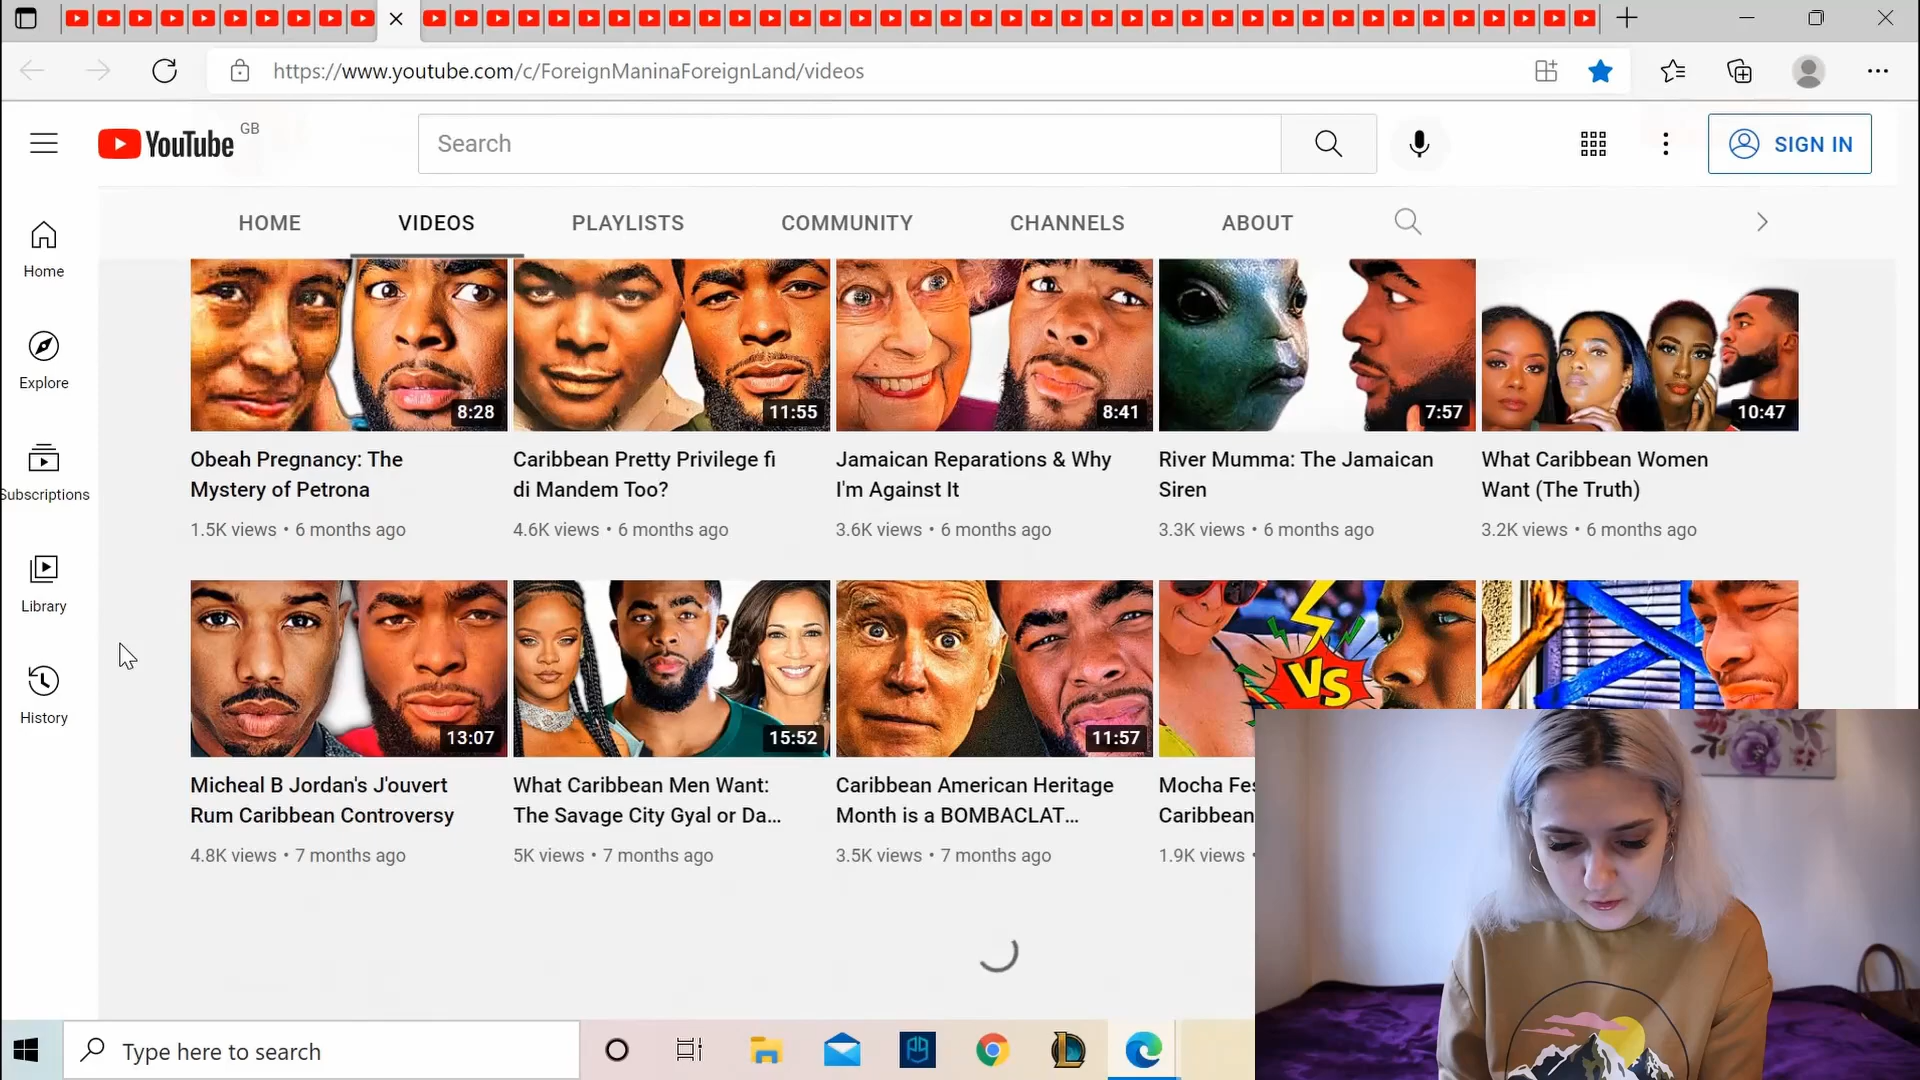 https://www.youtube.com/c/ForeignManinaForeignLand/videos
YouTube GB
Search
SIGN IN
HOME VIDEOS PLAYLISTS COMMUNITY CHANNELS ABOUT
Home
Explore
Subscriptions
Library
History
8:28
11:55
8:41
7:57
10:47
Obeah Pregnancy: The
Mystery of Petrona
1.5K views • 6 months ago
Caribbean Pretty Privilege fi
di Mandem Too?
4.6K views • 6 months ago
Jamaican Reparations & Why
I'm Against It
3.6K views • 6 months ago
River Mumma: The Jamaican
Siren
3.3K views • 6 months ago
What Caribbean Women
Want (The Truth)
3.2K views • 6 months ago
13:07
15:52
11:57
VS
Micheal B Jordan's J'ouvert
Rum Caribbean Controversy
4.8K views • 7 months ago
What Caribbean Men Want:
The Savage City Gyal or Da...
5K views • 7 months ago
Caribbean American Heritage
Month is a BOMBACLAT...
3.5K views • 7 months ago
Mocha Fes
Caribbean
1.9K views •
Type here to search